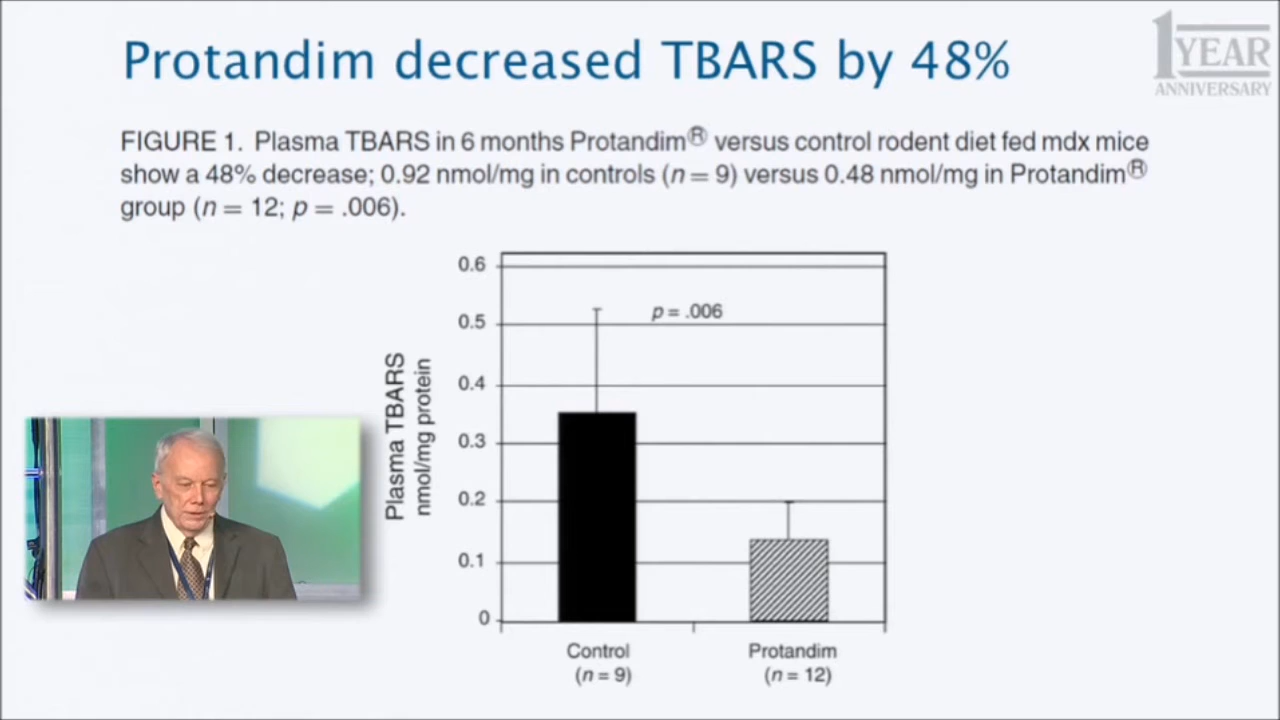 Protandim decreased TBARS by 48%
1 YEAR
ANNIVERSARY
FIGURE 1. Plasma TBARS in 6 months Protandim® versus control rodent diet fed mdx mice
show a 48% decrease; 0.92 nmol/mg in controls (n = 9) versus 0.48 nmol/mg in Protandim®
group (n = 12; p = .006).
0.6
p = .006
0.5
0.4
0.3
0.2
0.1
0
Plasma TBARS
nmol/mg protein
Control
(n = 9)
Protandim
(n = 12)